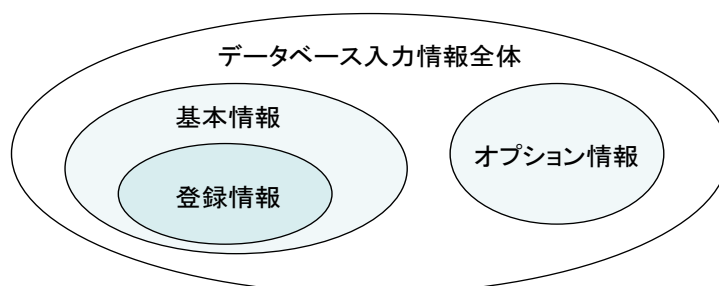 データベース入力情報全体
基本情報
オプション情報
登録情報